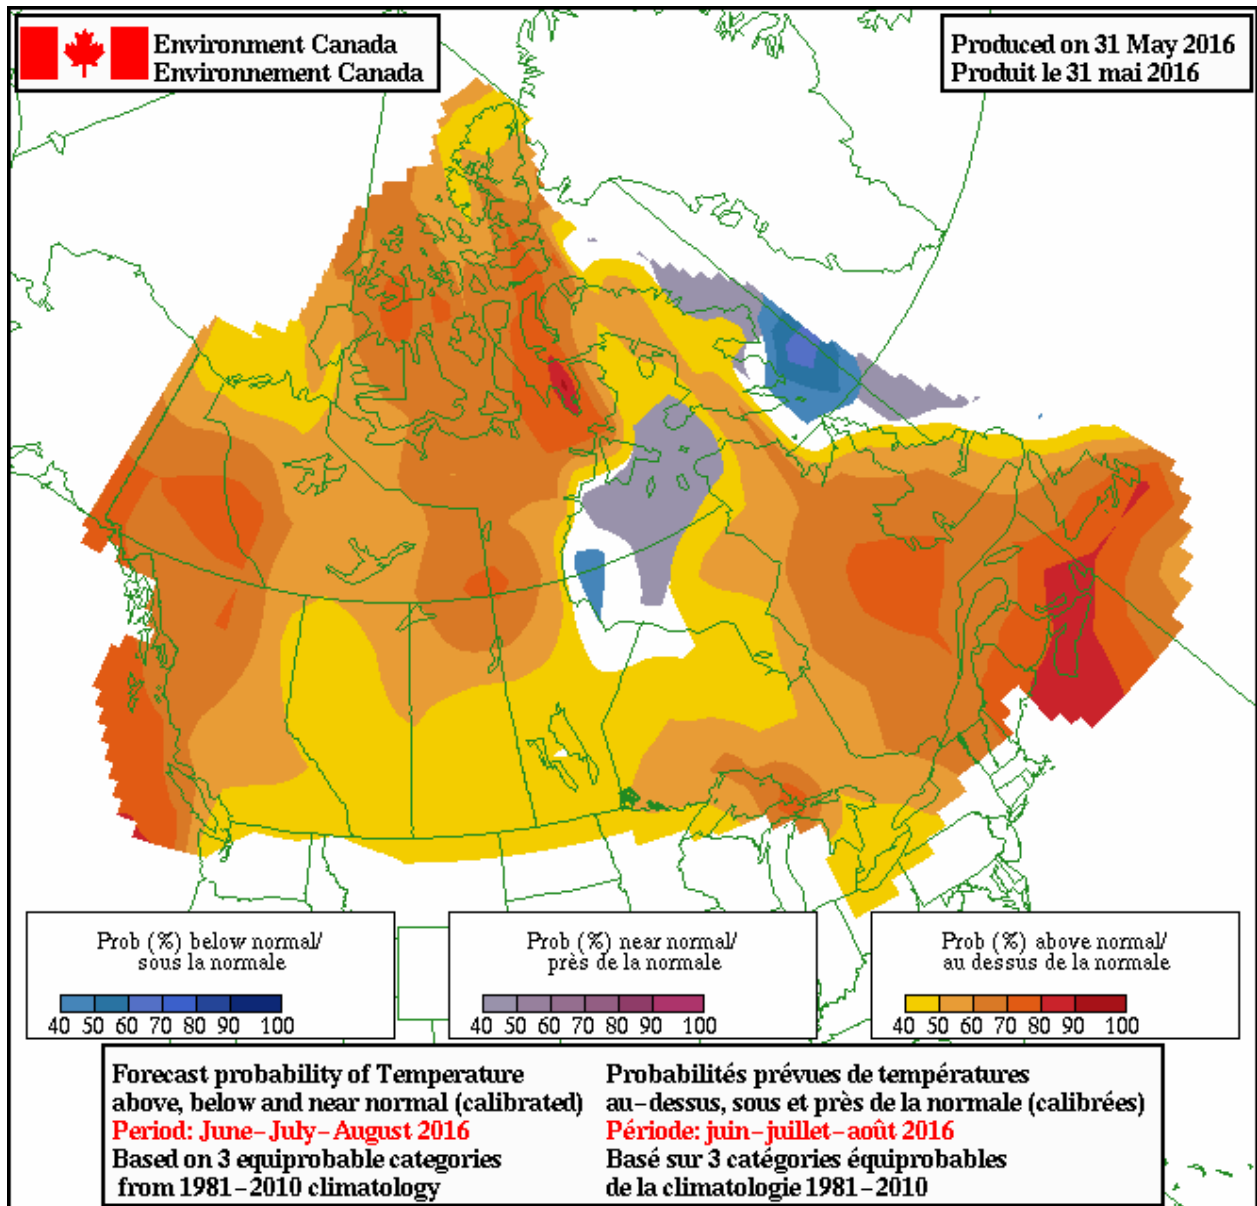 Environment Canada
Environnement Canada
Produced on 31 May 2016
Produit le 31 mai 2016
Prob (%) below normal/
sous la normale
40 50 60 70 80 90 100
Prob (%) near normal/
près de la normale
40 50 60 70 80 90 100
Prob (%) above normal/
au dessus de la normale
40 50 60 70 80 90 100
Forecast probability of Temperature
above, below and near normal (calibrated)
Period: June-July-August 2016
Based on 3 equiprobable categories
from 1981-2010 climatology
Probabilités prévues de températures
au-dessus, sous et près de la normale (calibrées)
Période: juin-juillet-août 2016
Basé sur 3 catégories équiprobables
de la climatologie 1981-2010